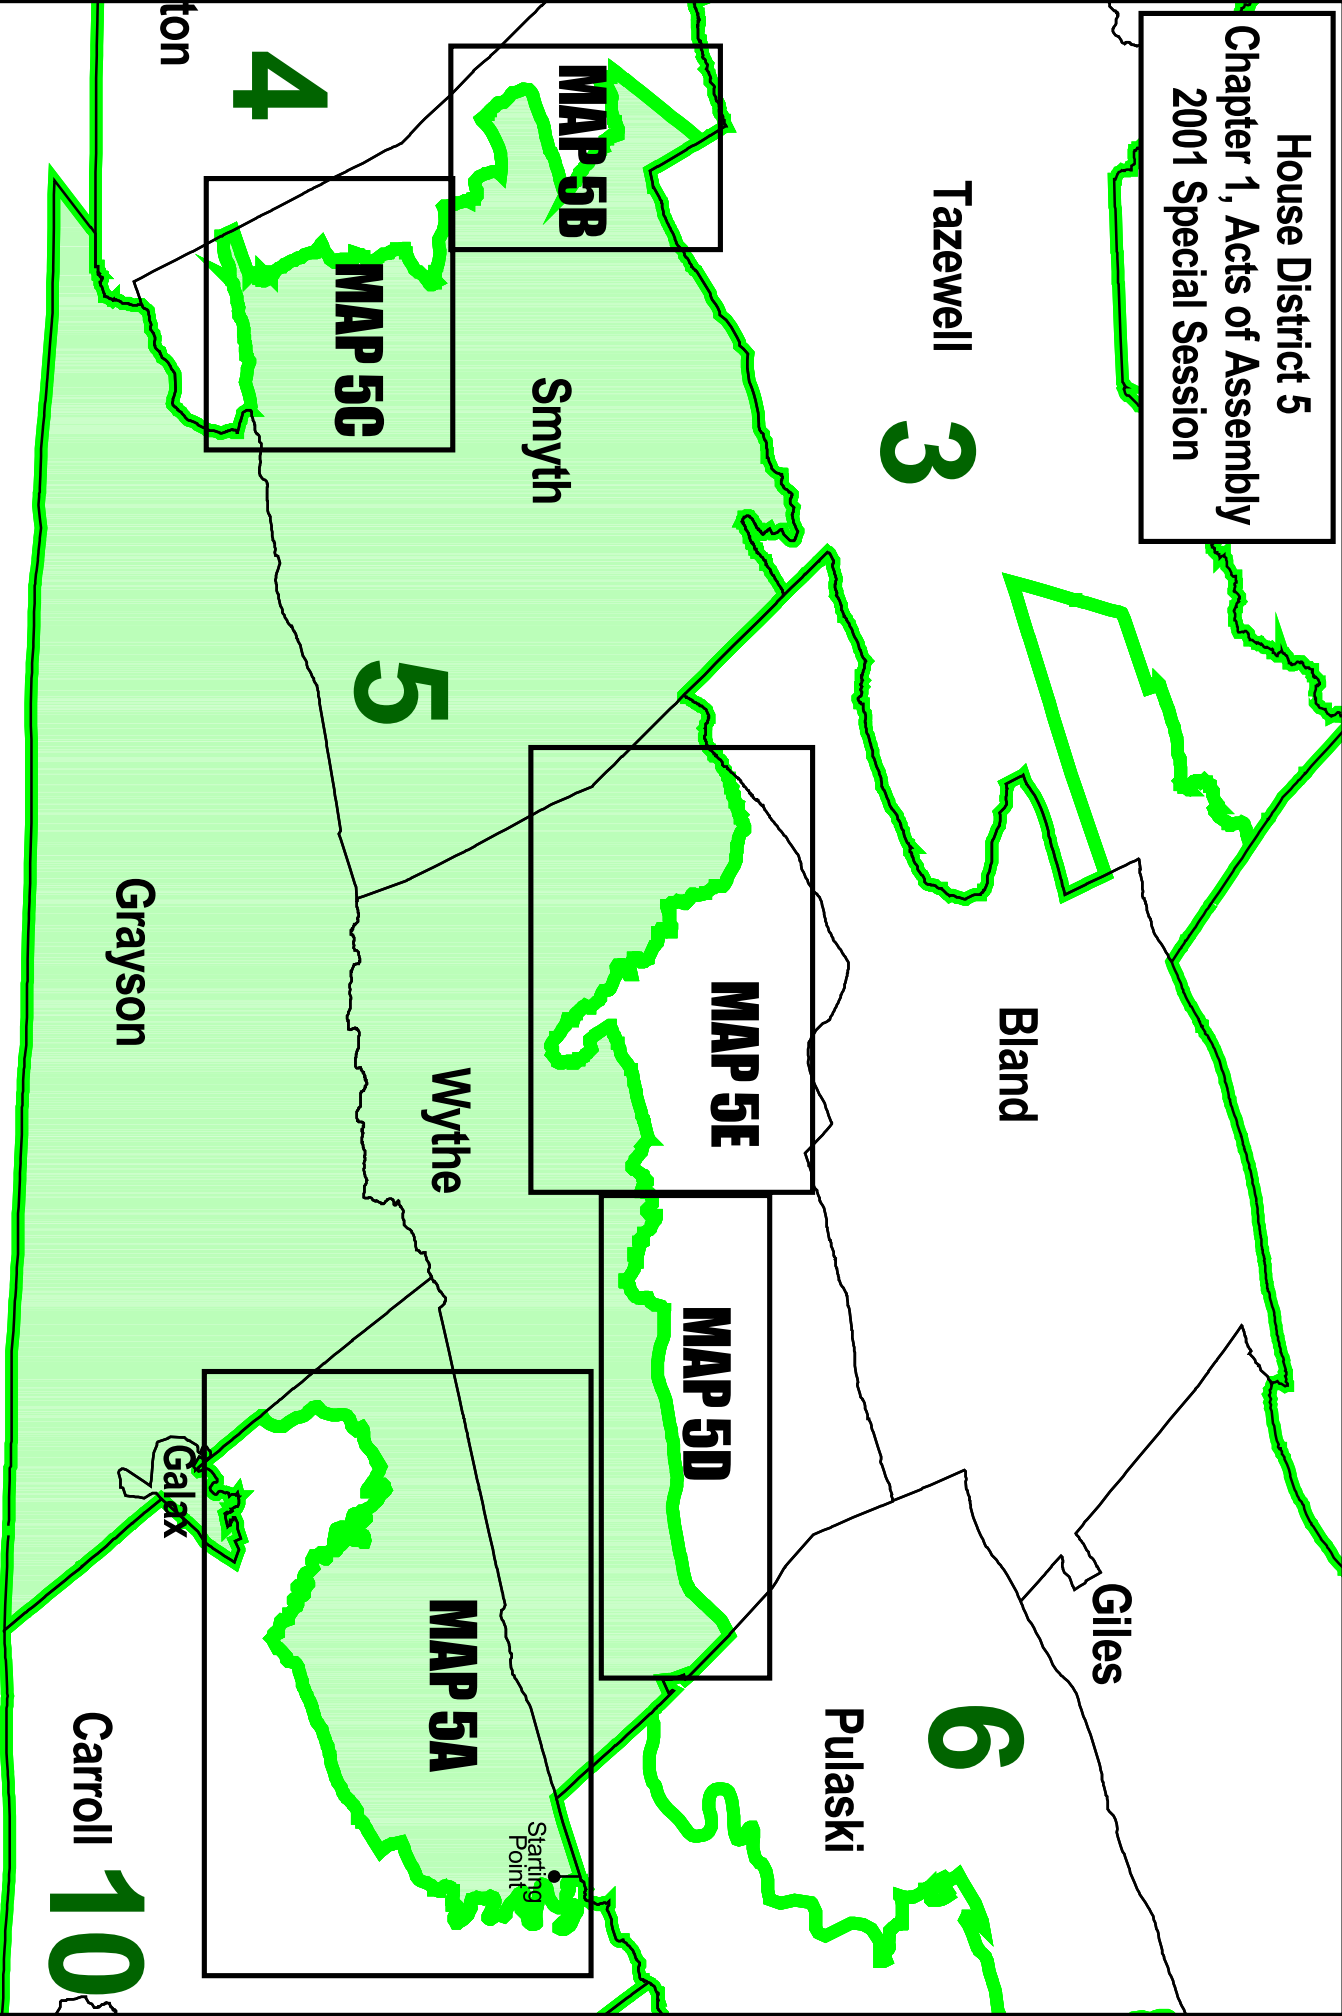 House District 5
Chapter 1, Acts of Assembly
2001 Special Session
Tazewell
3
Bland
Giles
6
Pulaski
MAP 5B
Smyth
MAP 5E
MAP 5D
4
ton
MAP 5C
5
Wythe
MAP 5A
Starting
Point
Grayson
Galax
Carroll
10